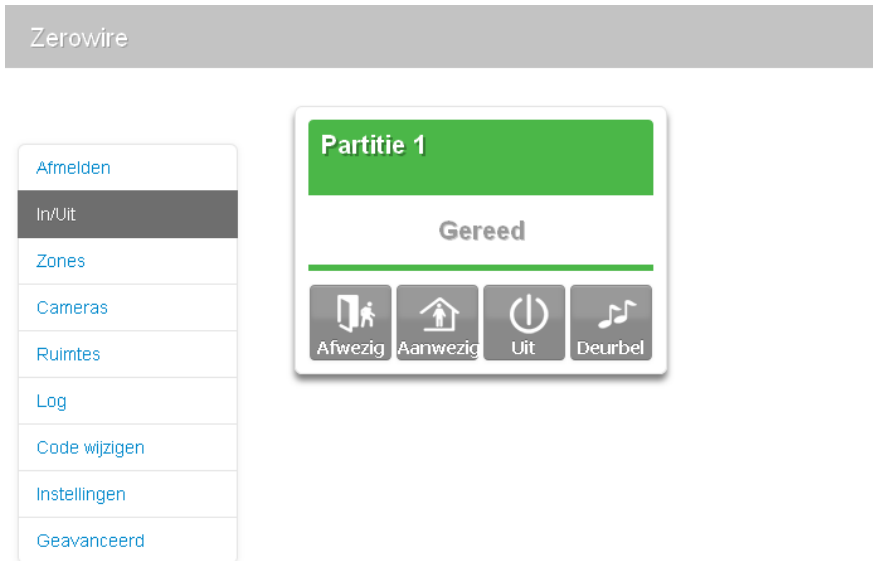 Zerowire
Afmelden
In/Uit
Zones
Cameras
Ruimtes
Log
Code wijzigen
Instellingen
Geavanceerd
Partitie 1
Gereed
Afwezig Aanwezig Uit Deurbel